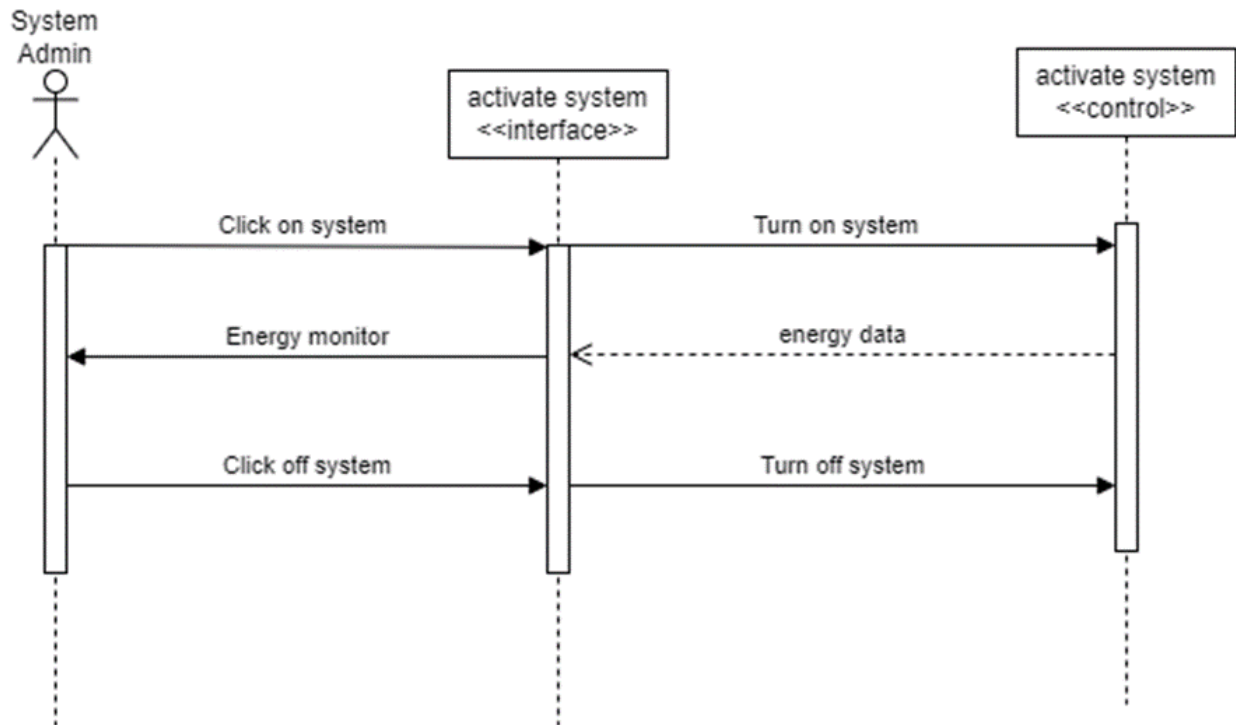 System
Admin
activate system
<<interface>>
activate system
<<control>>
Click on system
Turn on system
Energy monitor
energy data
Click off system
Turn off system